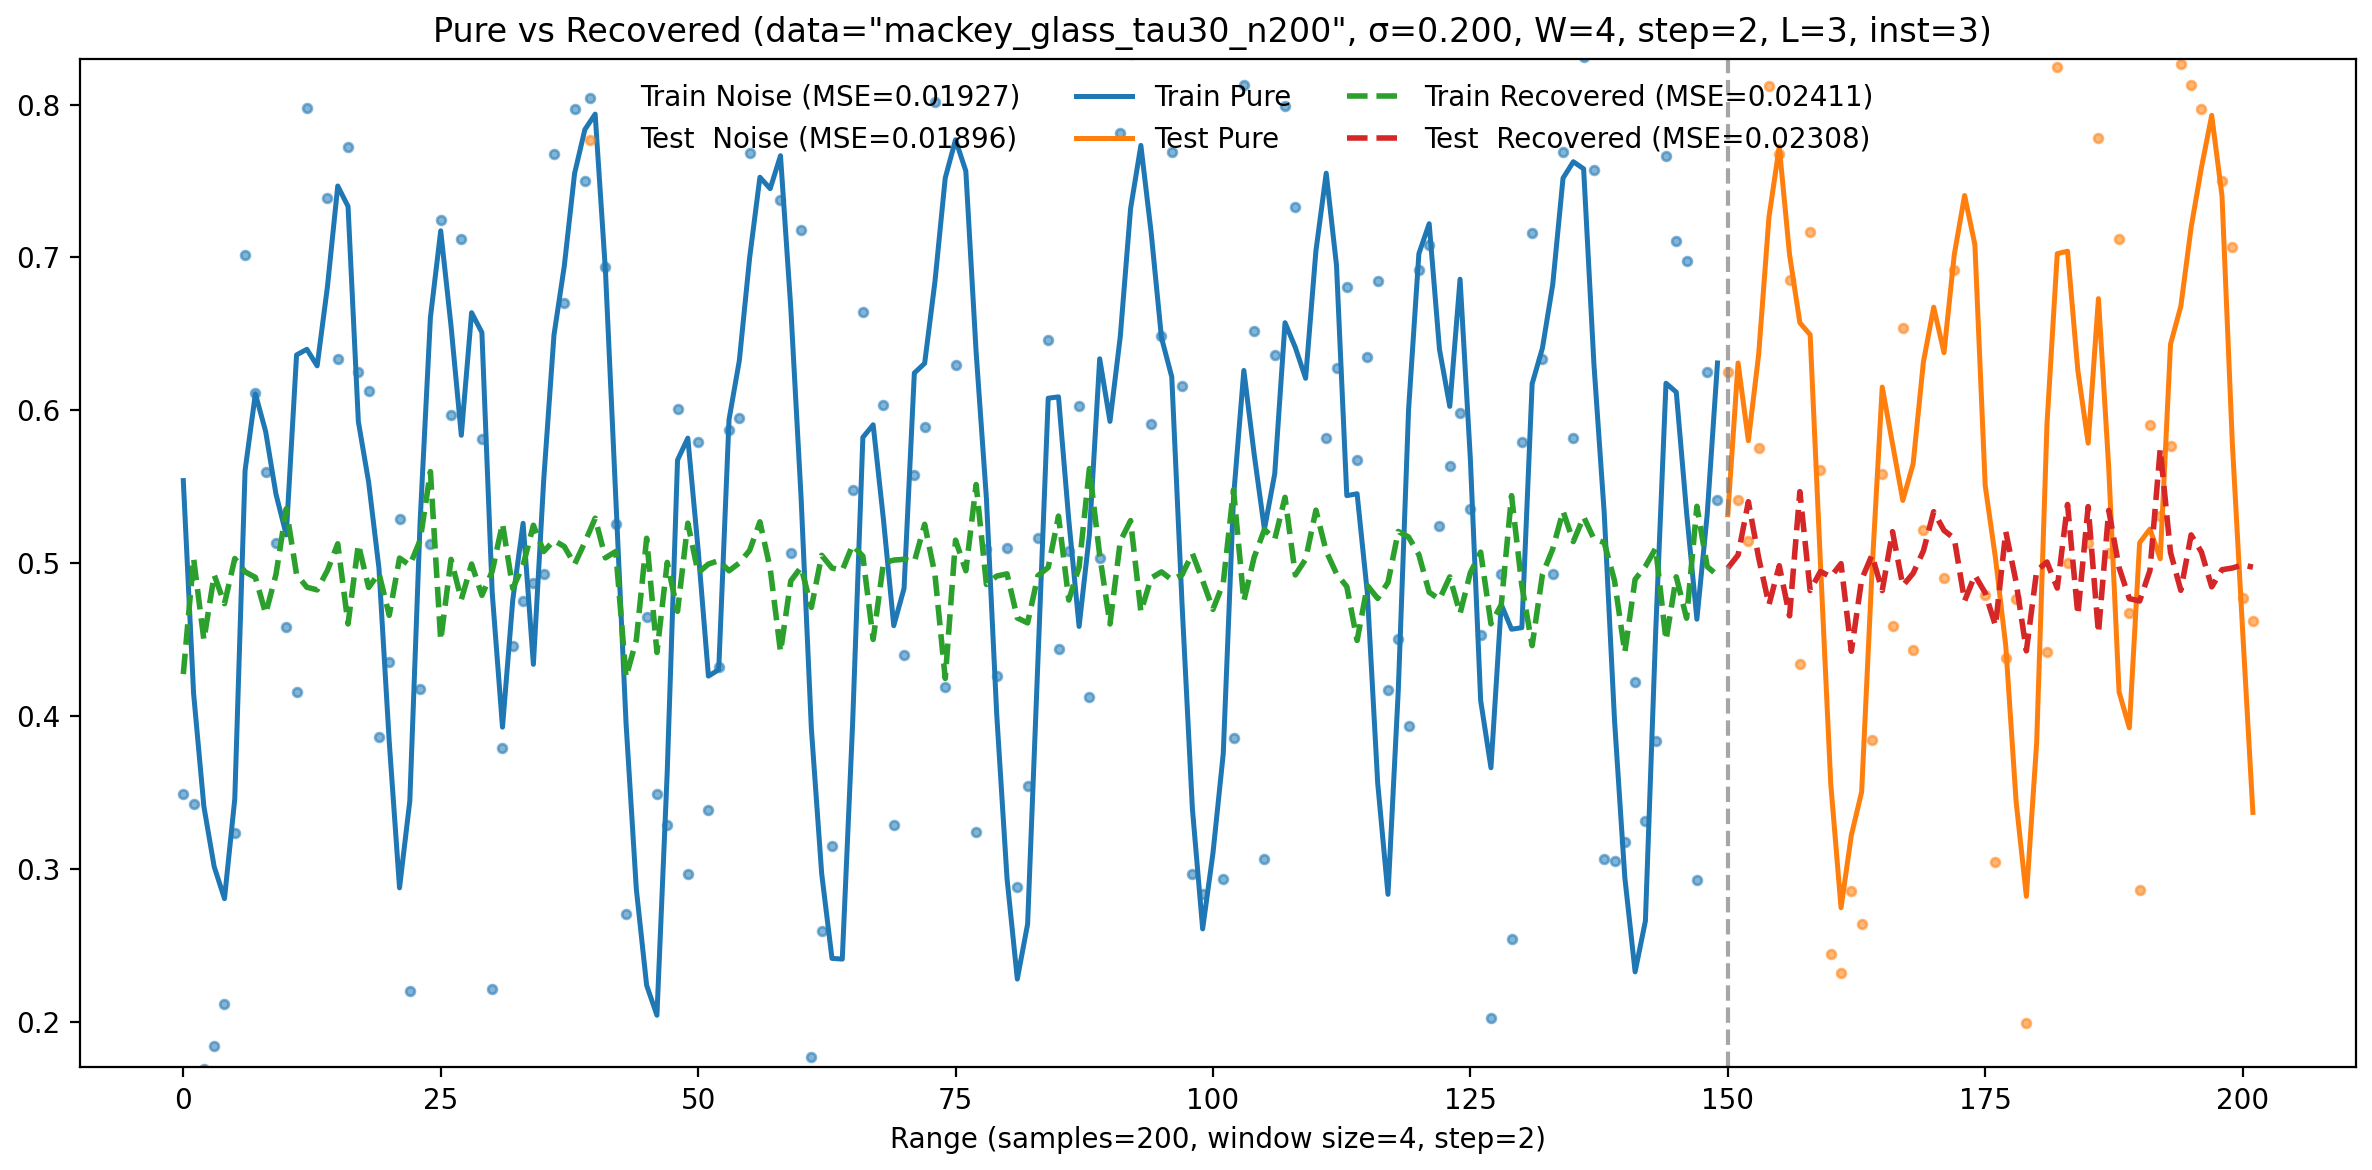 Pure vs Recovered (data="mackey_glass_tau30_n200", σ=0.200, W=4, step=2, L=3, inst=3)
Train Noise (MSE=0.01927) Train Pure Train Recovered (MSE=0.02411)
Test  Noise (MSE=0.01896) Test Pure Test  Recovered (MSE=0.02308)
0.8
0.7
0.6
0.5
0.4
0.3
0.2
0 25 50 75 100 125 150 175 200
Range (samples=200, window size=4, step=2)